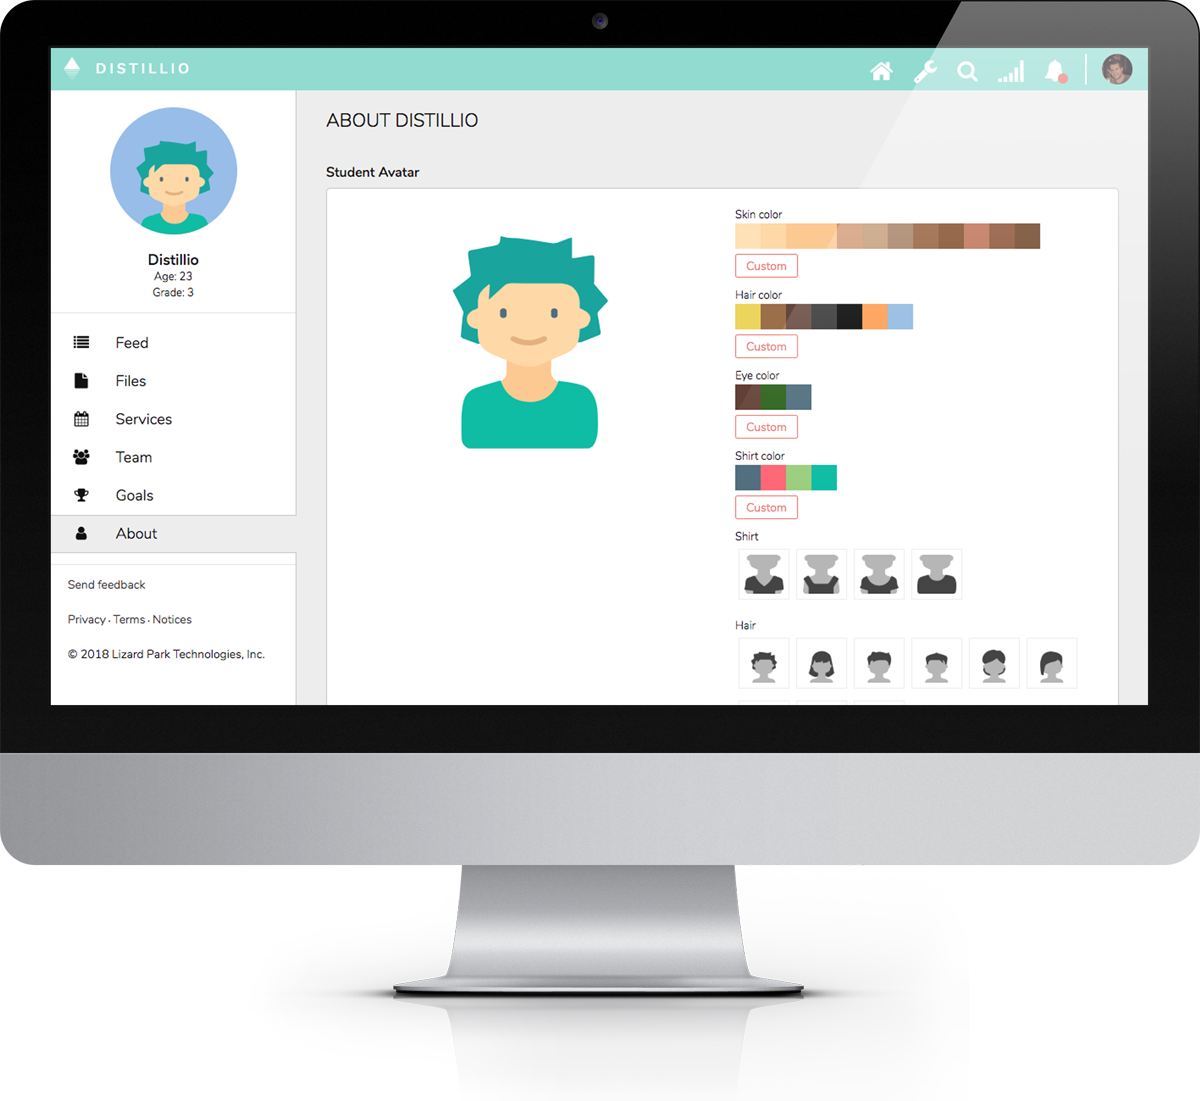 DISTILLIO
Distillio
Age: 23
Grade: 3
Feed
Files
Services
Team
Goals
About
Send feedback
Privacy · Terms · Notices
© 2018 Lizard Park Technologies, Inc.
ABOUT DISTILLIO
Student Avatar
Skin color
Custom
Hair color
Custom
Eye color
Custom
Shirt color
Custom
Shirt
Hair